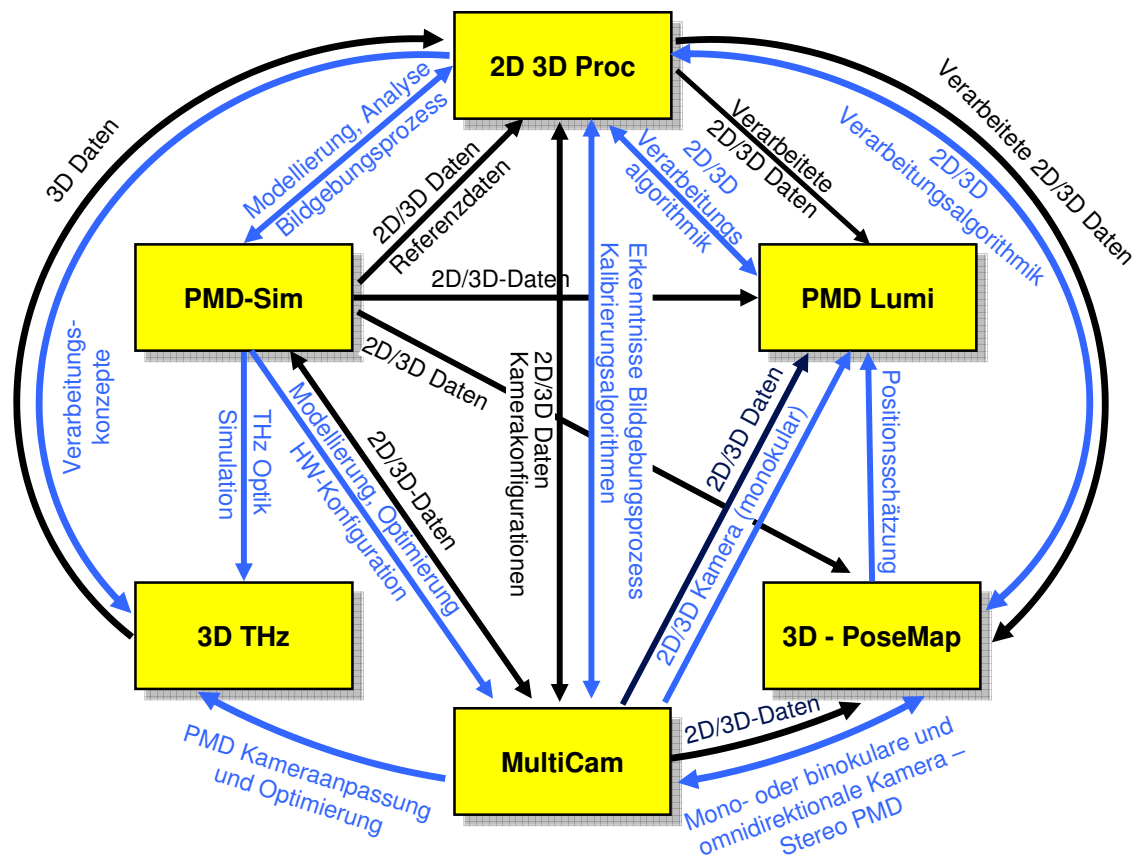 2D 3D Proc
3D Daten
Verarbeitungs-
konzepte
Modellierung, Analyse
Bildgebungsprozess
2D/3D Daten
Referenzdaten
2D/3D
Verarbeitungs
algorithmik
Verarbeitete
2D/3D Daten
2D/3D
Verarbeitungsalgorithmik
Verarbeitete 2D/3D Daten
PMD-Sim
2D/3D-Daten
PMD Lumi
2D/3D Daten
THz Optik
Simulation
Modellierung, Optimierung
HW-Konfiguration
2D/3D-Daten
2D/3D Daten
Kamerakonfigurationen
Erkenntnisse Bildgebungsprozess
Kalibrierungsalgorithmen
2D/3D Daten
2D/3D Kamera (monokular)
Positionsschätzung
3D THz
3D - PoseMap
MultiCam
PMD Kameraanpassung
und Optimierung
2D/3D-Daten
Mono- oder binokulare und
omnidirektionale Kamera –
Stereo PMD